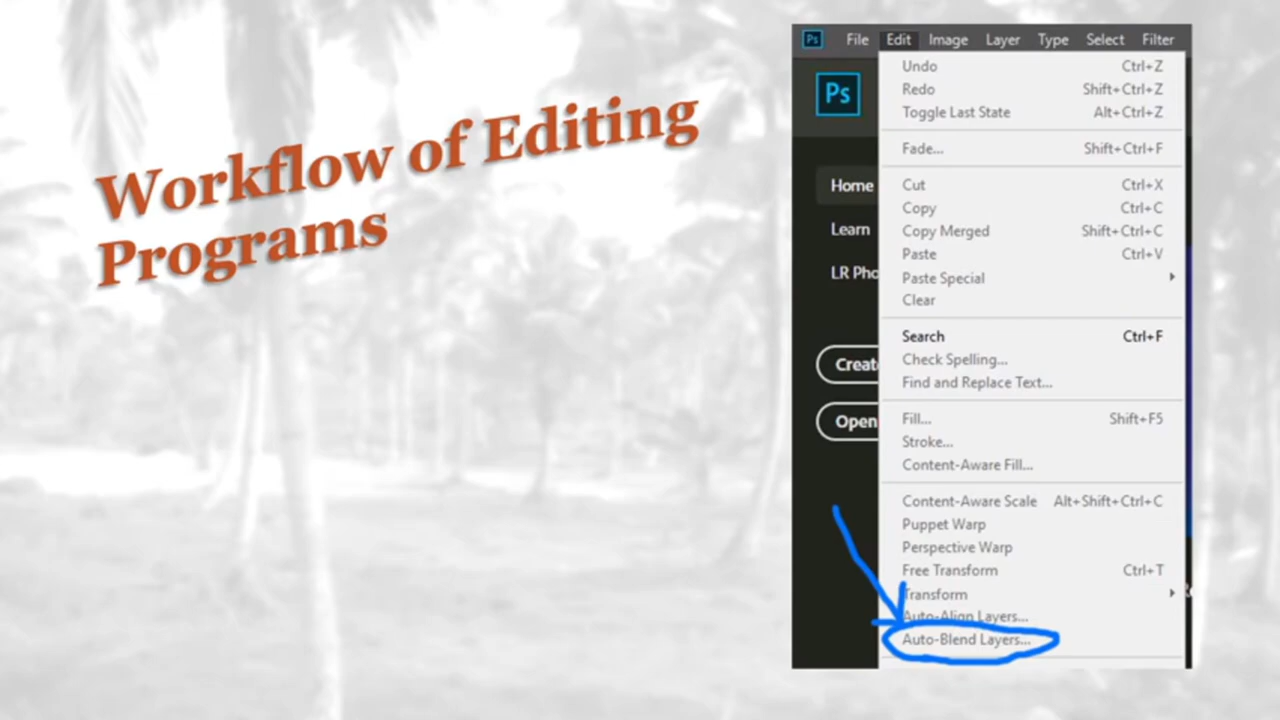 Workflow of Editing
Programs
Ps File Edit Image Layer Type Select Filter
Ps
Home
Learn
LR Pho
Creat
Open
Undo Ctrl+Z
Redo Shift+Ctrl+Z
Toggle Last State Alt+Ctrl+Z
Fade... Shift+Ctrl+F
Cut Ctrl+X
Copy Ctrl+C
Copy Merged Shift+Ctrl+C
Paste Ctrl+V
Paste Special
Clear
Search Ctrl+F
Check Spelling...
Find and Replace Text...
Fill... Shift+F5
Stroke...
Content-Aware Fill...
Content-Aware Scale Alt+Shift+Ctrl+C
Puppet Warp
Perspective Warp
Free Transform Ctrl+T
Transform
Auto-Align Layers...
Auto-Blend Layers...